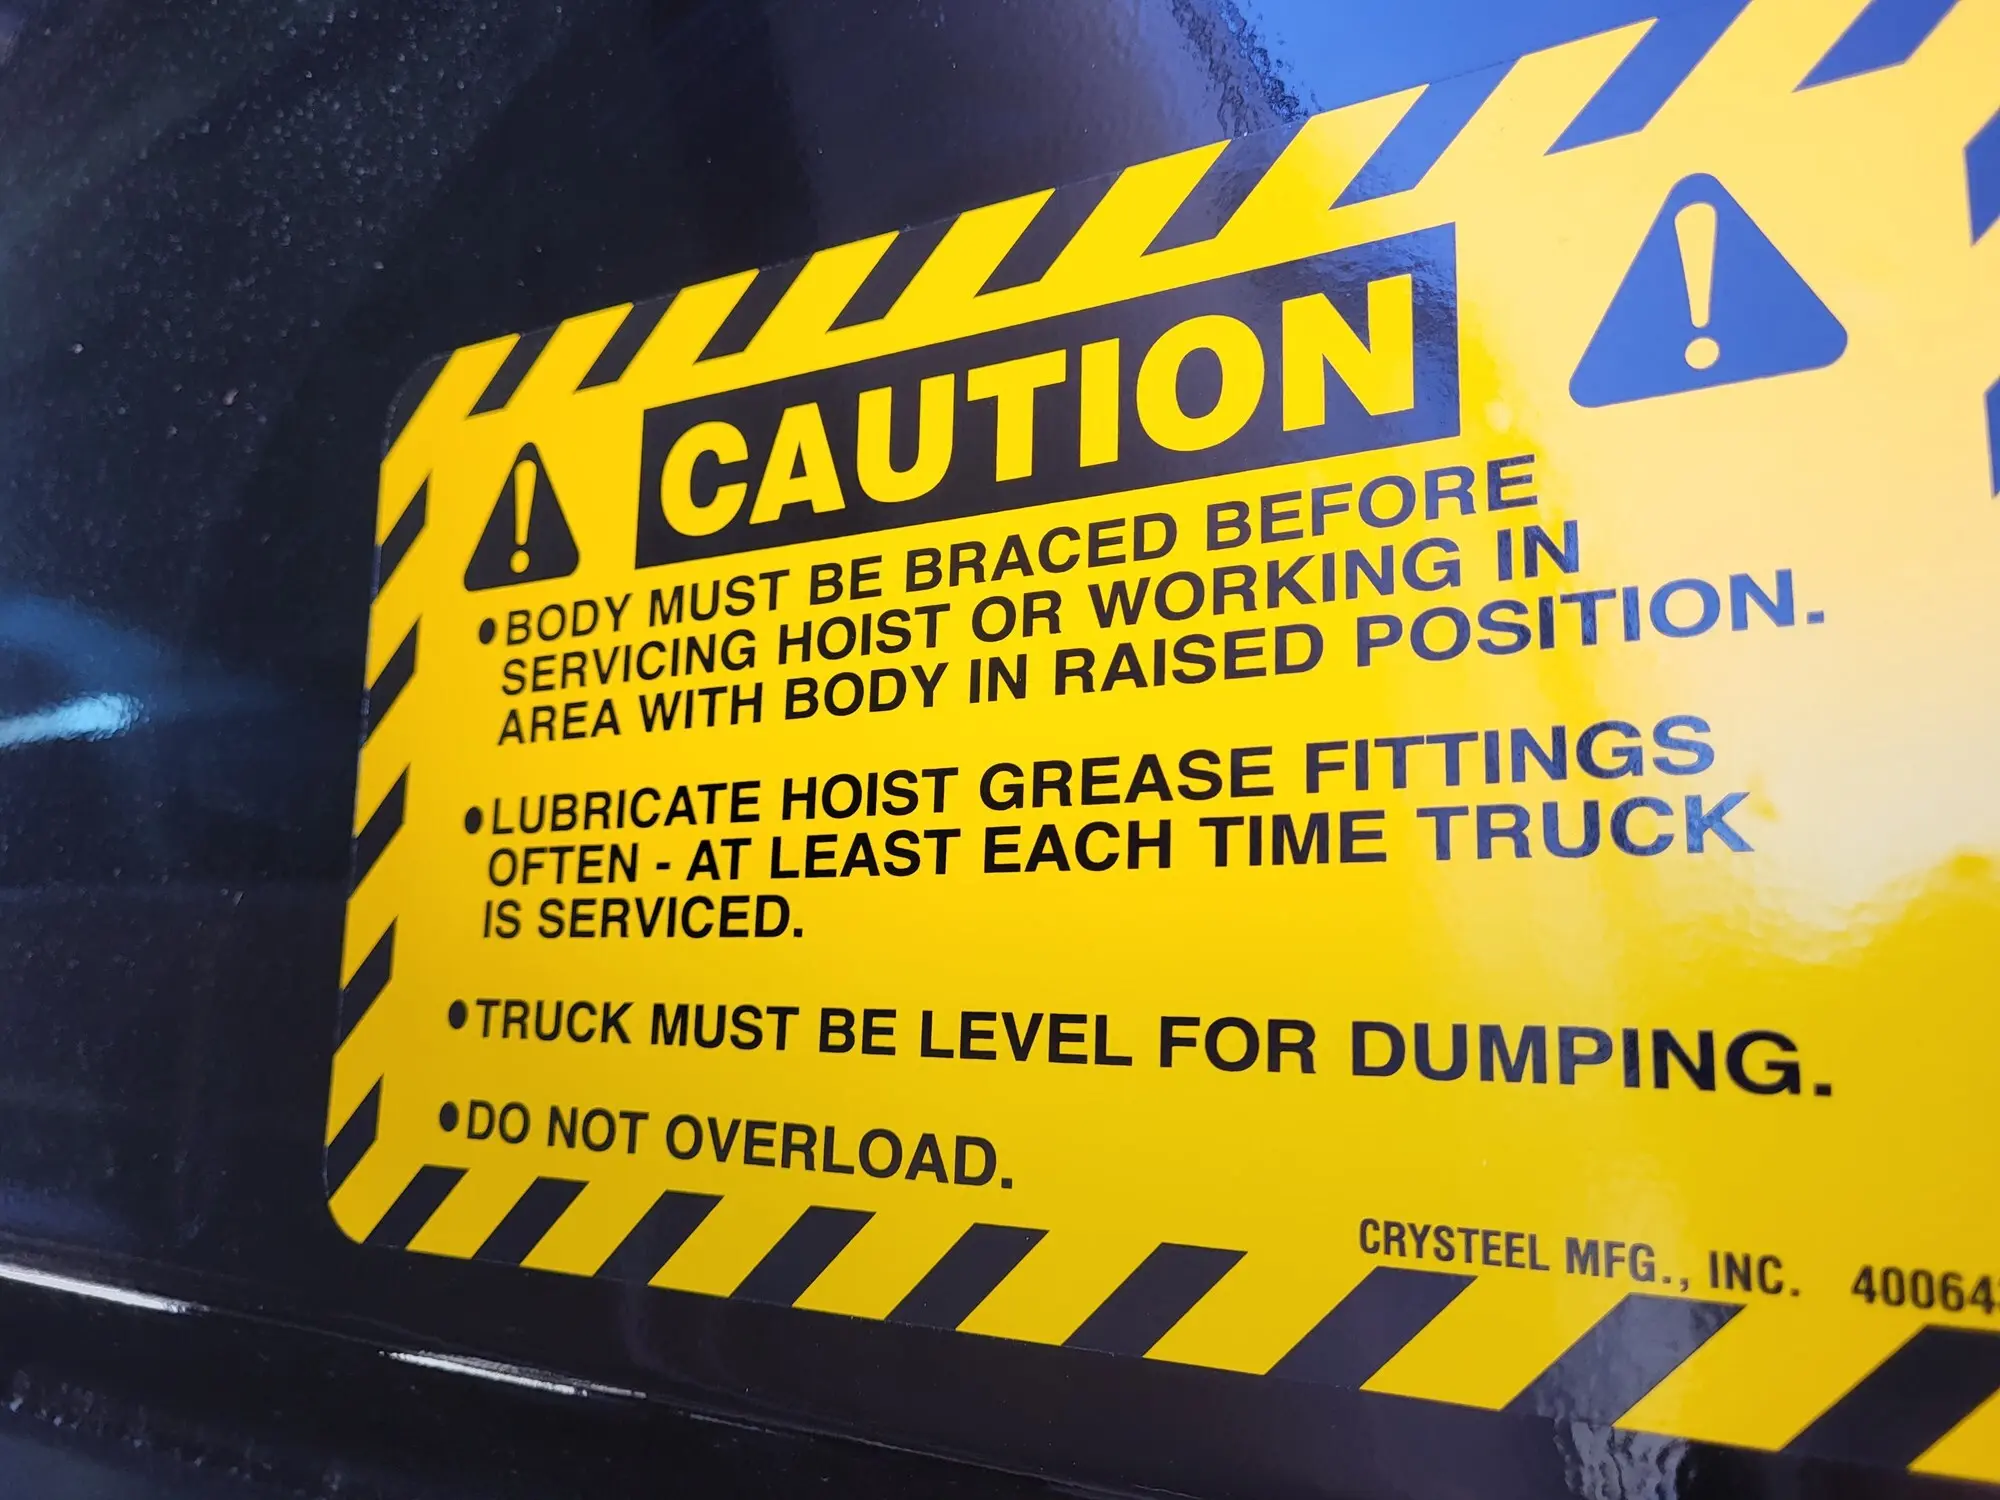 CAUTION
•BODY MUST BE BRACED BEFORE
SERVICING HOIST OR WORKING IN
AREA WITH BODY IN RAISED POSITION.
•LUBRICATE HOIST GREASE FITTINGS
OFTEN - AT LEAST EACH TIME TRUCK
IS SERVICED.
•TRUCK MUST BE LEVEL FOR DUMPING.
•DO NOT OVERLOAD.
CRYSTEEL MFG., INC.